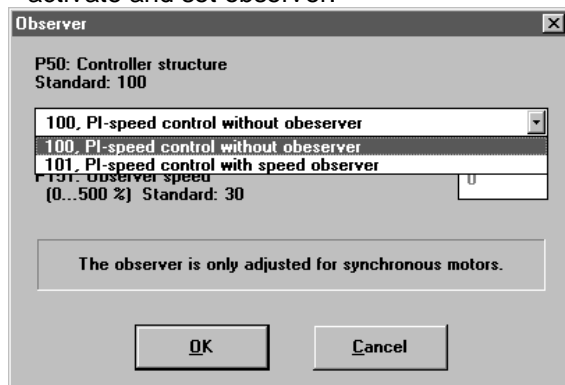 activate and set observer.
Observer
P50: Controller structure
Standard: 100
100, PI-speed control without obeserver
100, PI-speed control without obeserver
101, PI-speed control with speed observer
P151: Observer speed
0
(0...500 %) Standard: 30
The observer is only adjusted for synchronous motors.
OK
Cancel